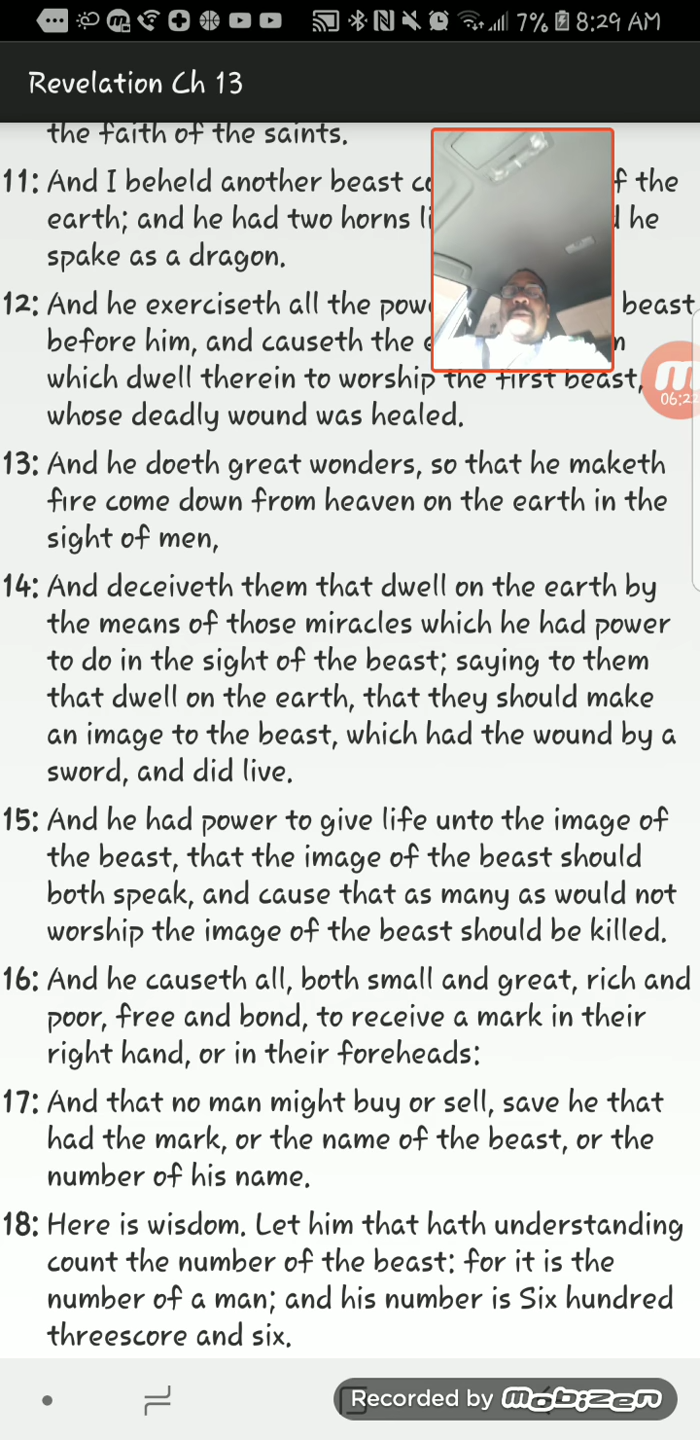 7% 8:29 AM
Revelation Ch 13
the faith of the saints.
11: And I beheld another beast f the
earth; and he had two horns he
spake as a dragon.
12: And he exerciseth all the beast
before him, and causeth the
which dwell therein to worship the first beast,
whose deadly wound was healed.
06:22
13: And he doeth great wonders, so that he maketh
fire come down from heaven on the earth in the
sight of men,
14: And deceiveth them that dwell on the earth by
the means of those miracles which he had power
to do in the sight of the beast; saying to them
that dwell on the earth, that they should make
an image to the beast, which had the wound by a
sword, and did live.
15: And he had power to give life unto the image of
the beast, that the image of the beast should
both speak, and cause that as many as would not
worship the image of the beast should be killed.
16: And he causeth all, both small and great, rich and
poor, free and bond, to receive a mark in their
right hand, or in their foreheads:
17: And that no man might buy or sell, save he that
had the mark, or the name of the beast, or the
number of his name.
18: Here is wisdom. Let him that hath understanding
count the number of the beast: for it is the
number of a man; and his number is Six hundred
threescore and six.
Recorded by mobizen